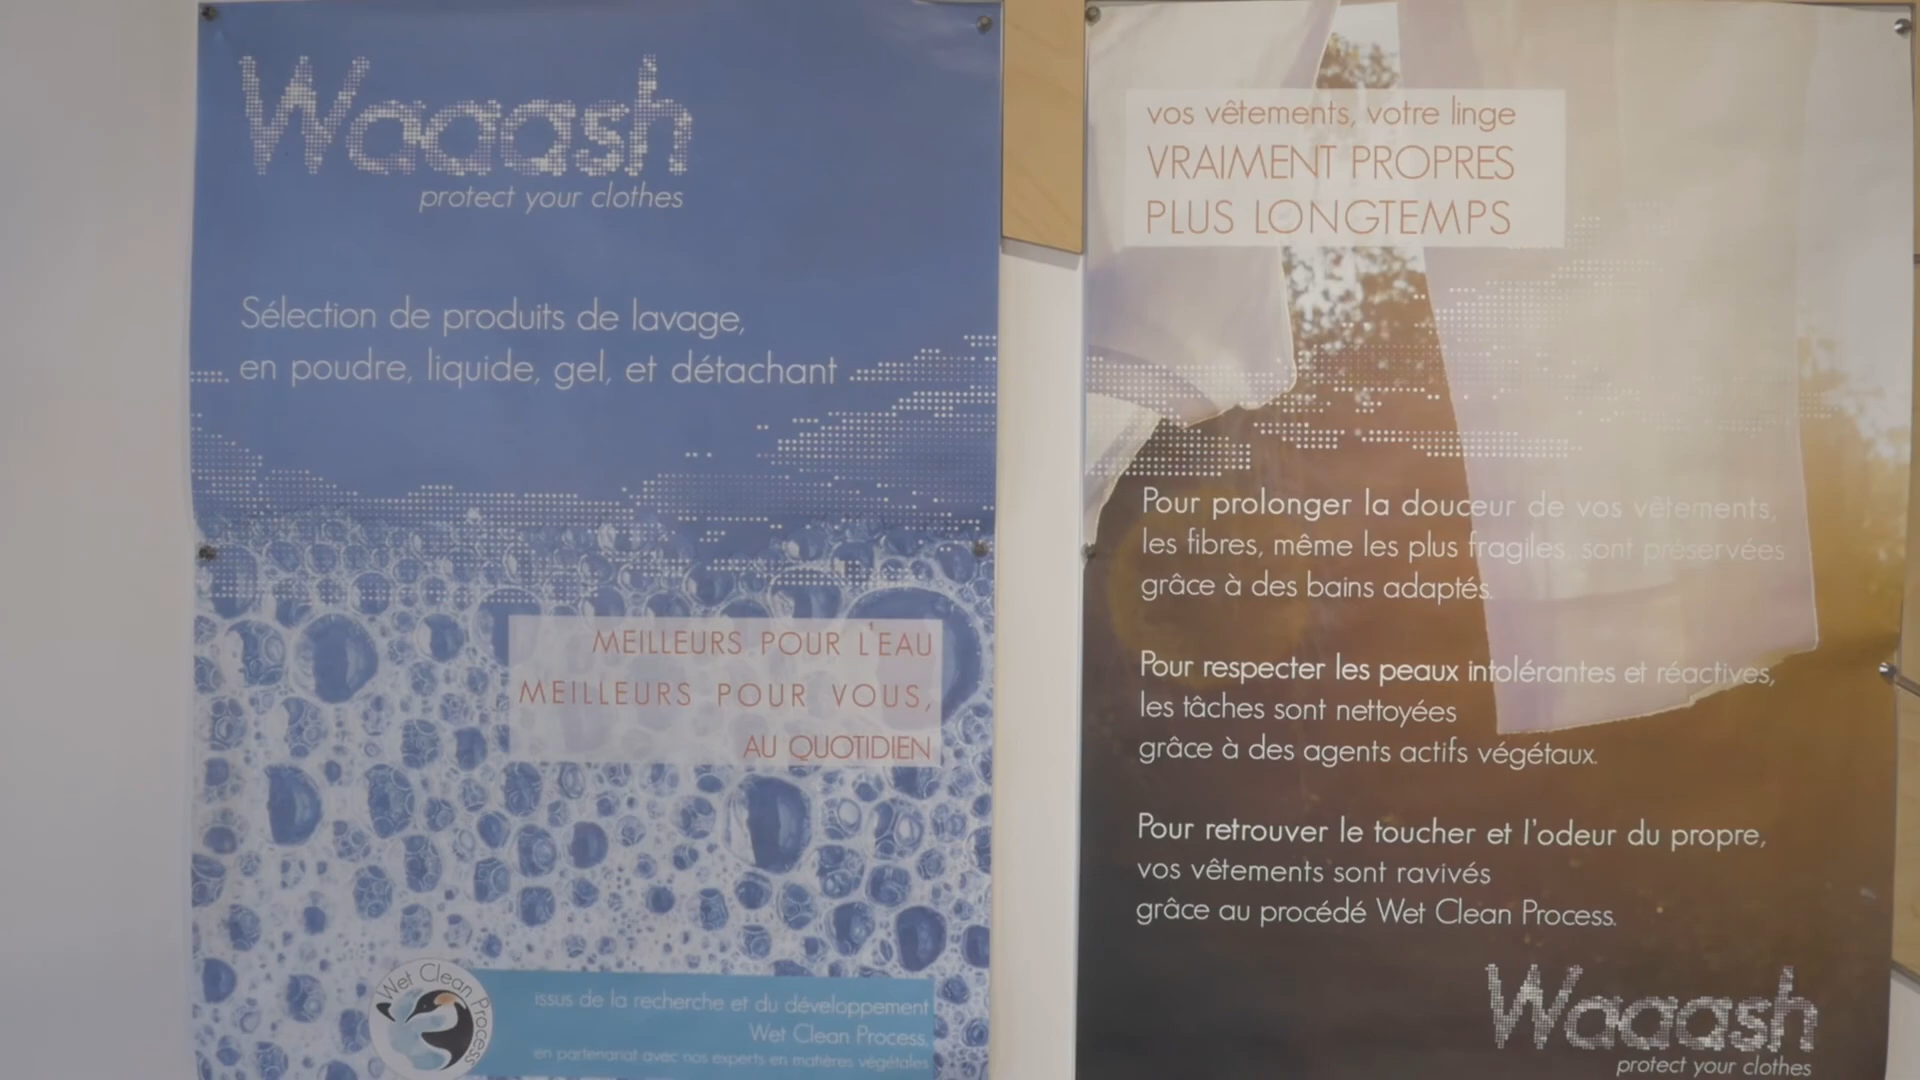 Waaash
protect your clothes
Sélection de produits de lavage,
en poudre, liquide, gel, et détachant
MEILLEURS POUR L'EAU
MEILLEURS POUR VOUS,
AU QUOTIDIEN
Wet Clean Process
issus de la recherche et du développement
Wet Clean Process,
en partenariat avec nos experts en matières végétales
vos vêtements, votre linge
VRAIMENT PROPRES
PLUS LONGTEMPS
Pour prolonger la douceur de vos vêtements,
les fibres, même les plus fragiles, sont préservées
grâce à des bains adaptés.
Pour respecter les peaux intolérantes et réactives,
les tâches sont nettoyées
grâce à des agents actifs végétaux.
Pour retrouver le toucher et l'odeur du propre,
vos vêtements sont ravivés
grâce au procédé Wet Clean Process.
Waaash
protect your clothes